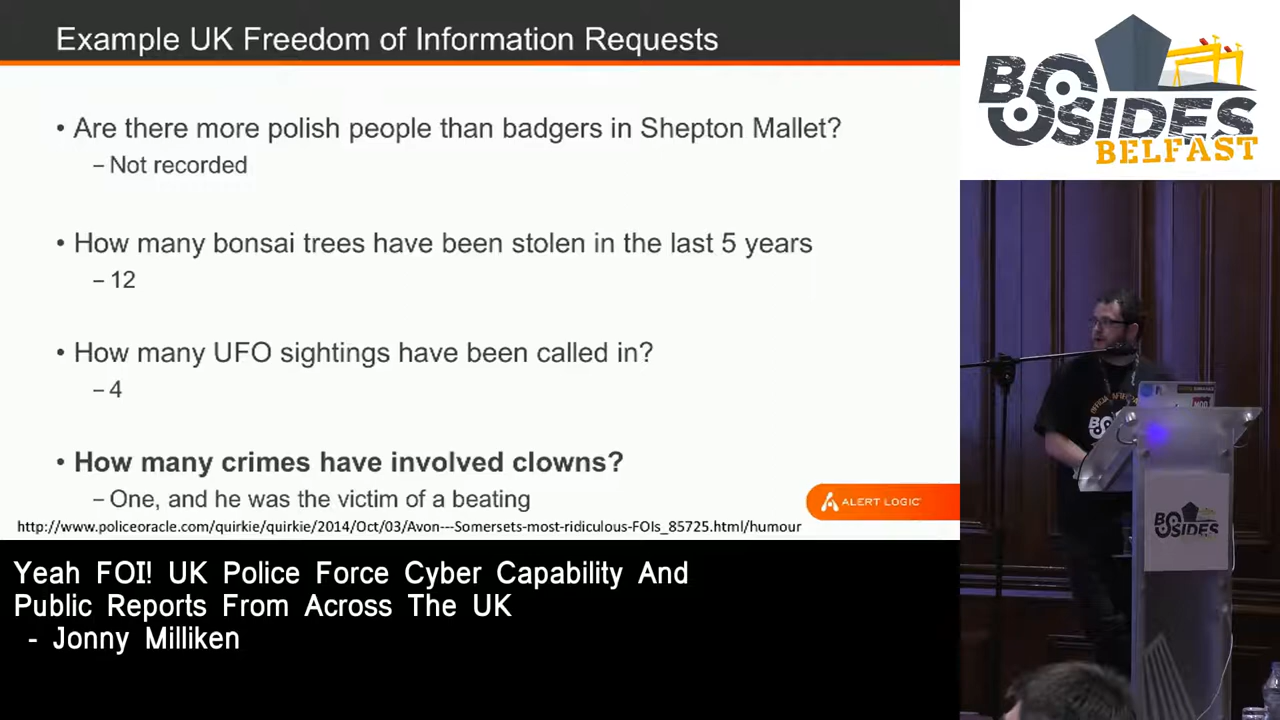 Example UK Freedom of Information Requests
• Are there more polish people than badgers in Shepton Mallet?
– Not recorded
• How many bonsai trees have been stolen in the last 5 years
– 12
• How many UFO sightings have been called in?
– 4
• How many crimes have involved clowns?
– One, and he was the victim of a beating
ALERT LOGIC
http://www.policeoracle.com/quirkie/quirkie/2014/Oct/03/Avon---Somersets-most-ridiculous-FOIs_85725.html/humour
BSIDES
BELFAST
BSIDES
Yeah FOI! UK Police Force Cyber Capability And
Public Reports From Across The UK
- Jonny Milliken